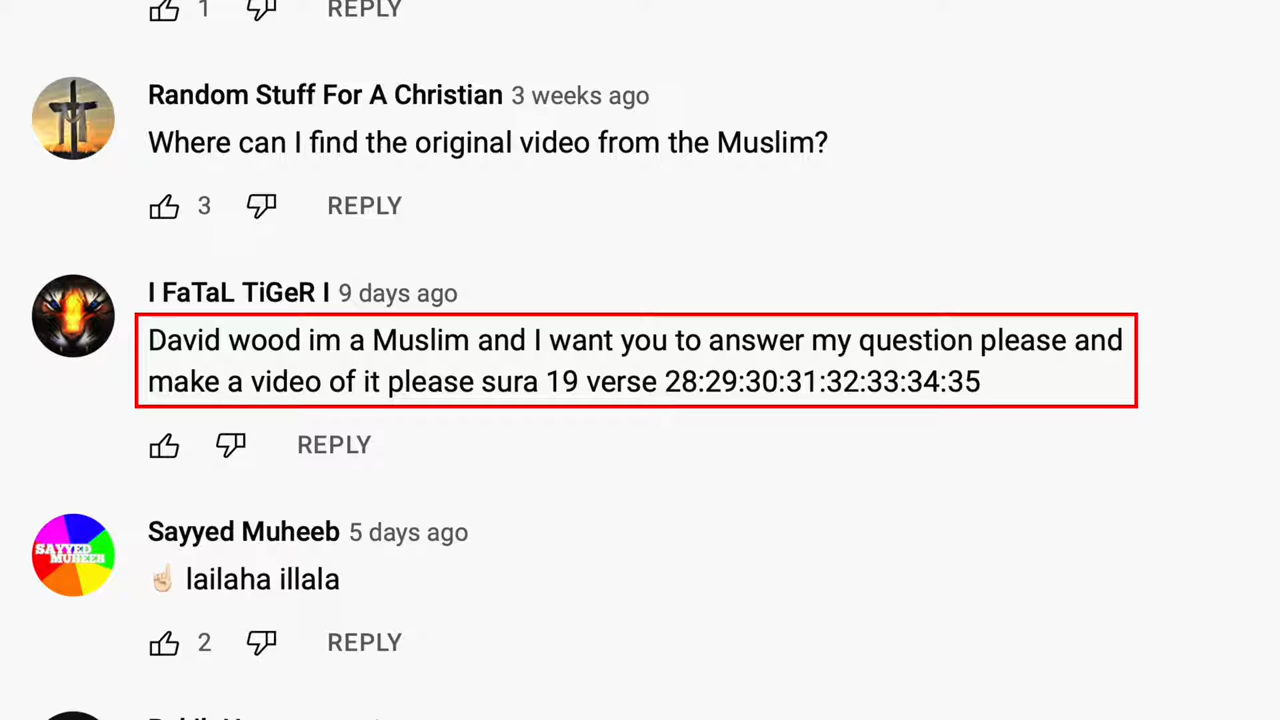 1 REPLY
Random Stuff For A Christian 3 weeks ago
Where can I find the original video from the Muslim?
3 REPLY
I FaTaL TiGeR I 9 days ago
David wood im a Muslim and I want you to answer my question please and
make a video of it please sura 19 verse 28:29:30:31:32:33:34:35
REPLY
SAYYED
MUHEEB
Sayyed Muheeb 5 days ago
☝🏻 lailaha illala
2 REPLY